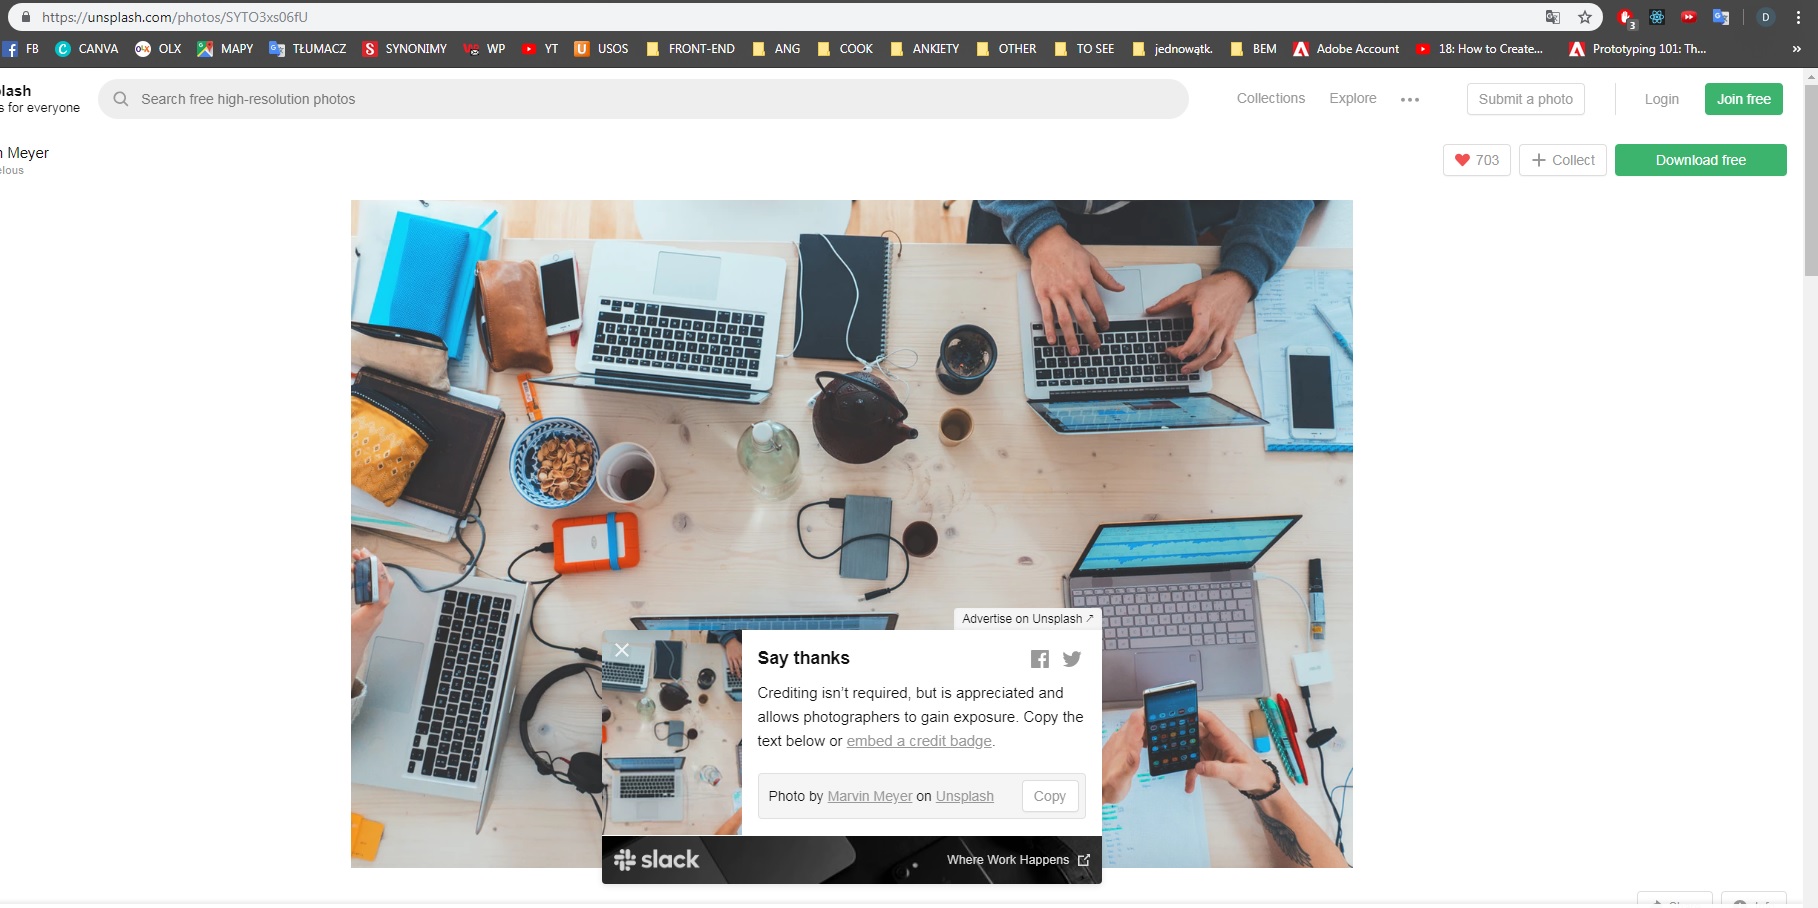 https://unsplash.com/photos/SYTO3xs06fU
3
D
FB CANVA OLX MAPY TŁUMACZ SYNONIMY WP YT USOS FRONT-END ANG COOK ANKIETY OTHER TO SEE jednowątk. BEM Adobe Account 18: How to Create... Prototyping 101: Th... »
lash
s for everyone
Search free high-resolution photos
Collections Explore ••• Submit a photo Login Join free
n Meyer
elous
703 + Collect Download free
Advertise on Unsplash ↗
Say thanks
Crediting isn't required, but is appreciated and
allows photographers to gain exposure. Copy the
text below or embed a credit badge.
Photo by Marvin Meyer on Unsplash Copy
slack Where Work Happens